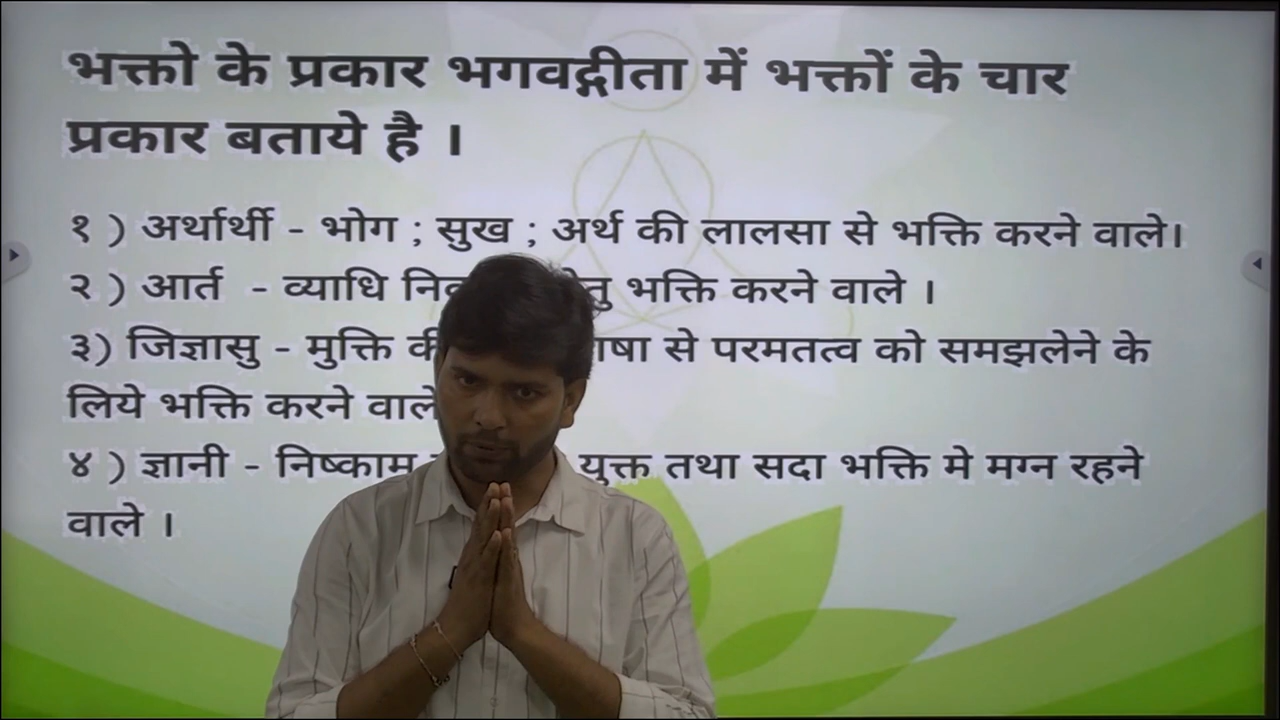 भक्तो के प्रकार भगवद्गीता में भक्तों के चार
प्रकार बताये है ।
१ ) अर्थार्थी - भोग ; सुख ; अर्थ की लालसा से भक्ति करने वाले।
२ ) आर्त - व्याधि भक्ति करने वाले ।
३) जिज्ञासु - मुक्ति से परमतत्व को समझलेने के
लिये भक्ति करने वाले
४ ) ज्ञानी - निष्काम युक्त तथा सदा भक्ति मे मग्न रहने
वाले ।